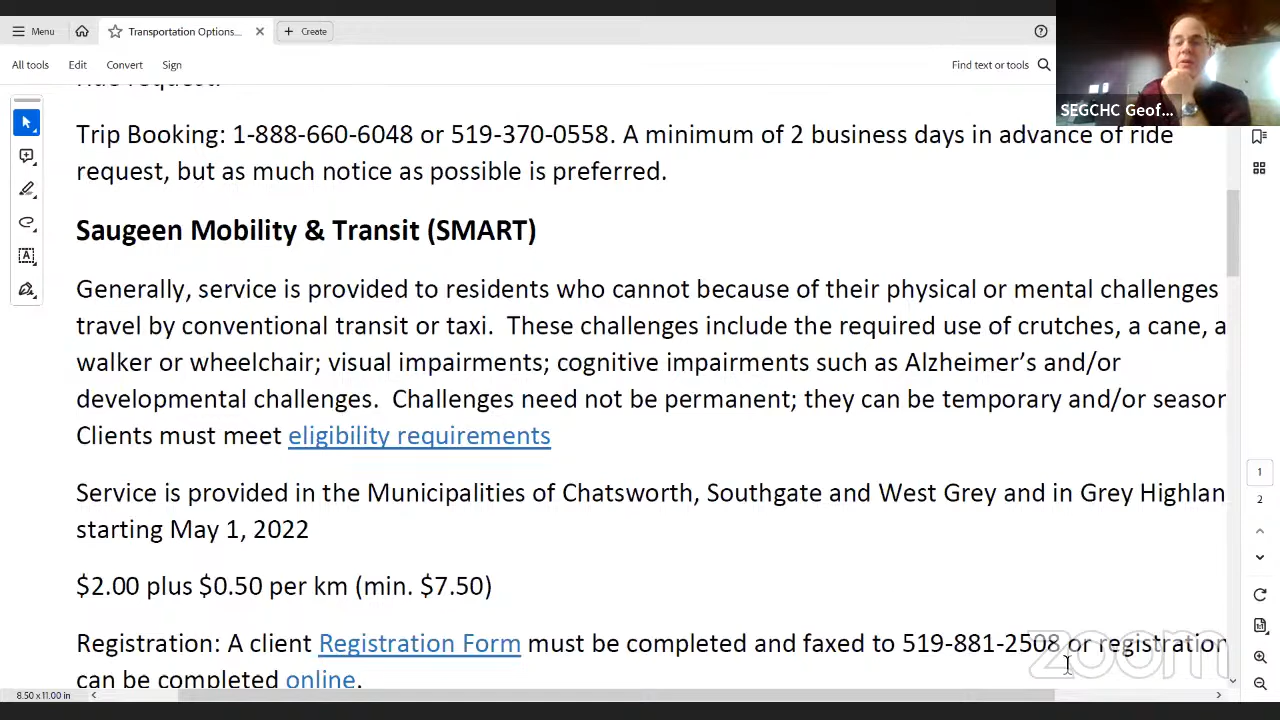 Menu
Transportation Options...
Create
All tools
Edit
Convert
Sign
Find text or tools
SEGCHC Geof...
Trip Booking: 1-888-660-6048 or 519-370-0558. A minimum of 2 business days in advance of ride
request, but as much notice as possible is preferred.
Saugeen Mobility & Transit (SMART)
Generally, service is provided to residents who cannot because of their physical or mental challenges
travel by conventional transit or taxi. These challenges include the required use of crutches, a cane, a
walker or wheelchair; visual impairments; cognitive impairments such as Alzheimer's and/or
developmental challenges. Challenges need not be permanent; they can be temporary and/or season
Clients must meet eligibility requirements
Service is provided in the Municipalities of Chatsworth, Southgate and West Grey and in Grey Highlan
starting May 1, 2022
$2.00 plus $0.50 per km (min. $7.50)
Registration: A client Registration Form must be completed and faxed to 519-881-2508 or registration
can be completed online.
1
2
8.50 x 11.00 in
zoom